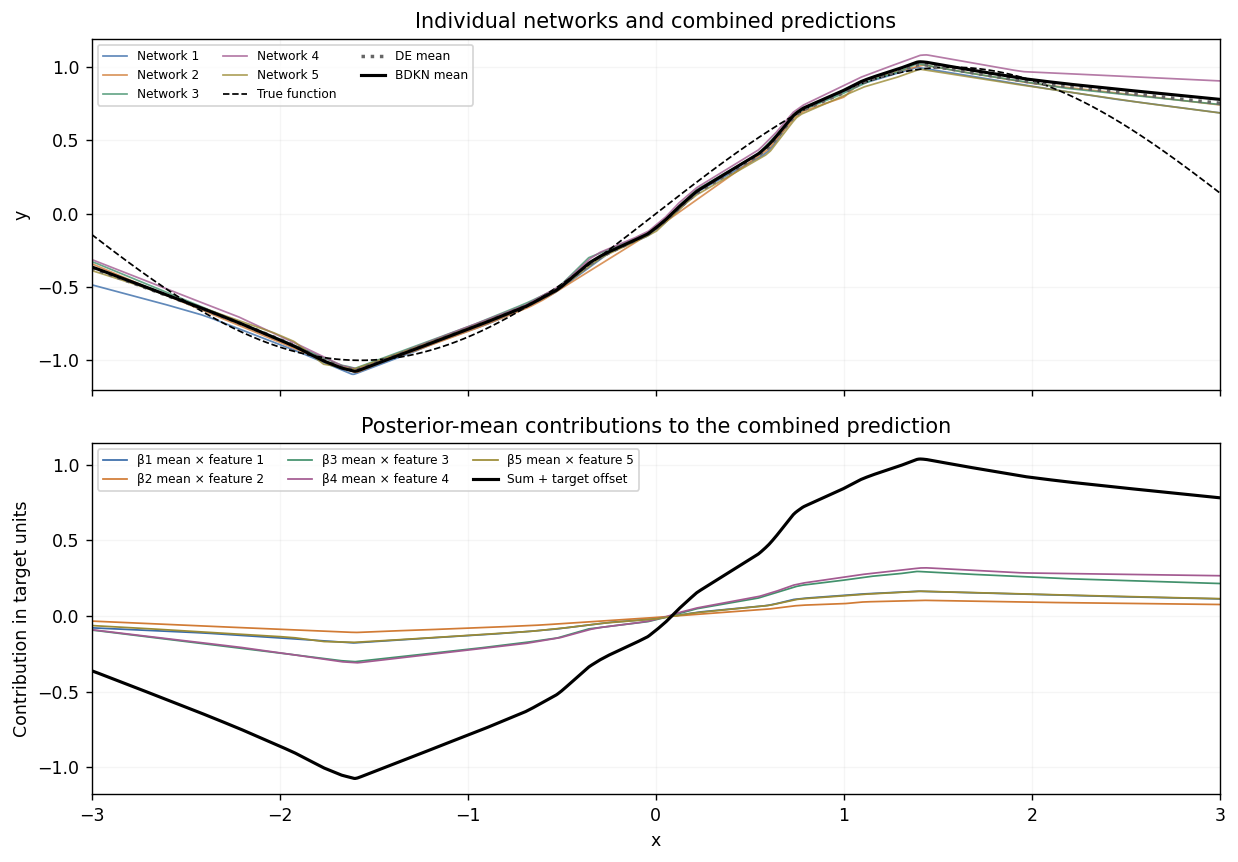 Individual networks and combined predictions
Network 1 Network 4 DE mean
Network 2 Network 5 BDKN mean
Network 3 True function
1.0
0.5
0.0
−0.5
−1.0
y
Posterior-mean contributions to the combined prediction
β1 mean × feature 1 β3 mean × feature 3 β5 mean × feature 5
β2 mean × feature 2 β4 mean × feature 4 Sum + target offset
1.0
0.5
0.0
−0.5
−1.0
Contribution in target units
−3 −2 −1 0 1 2 3
x